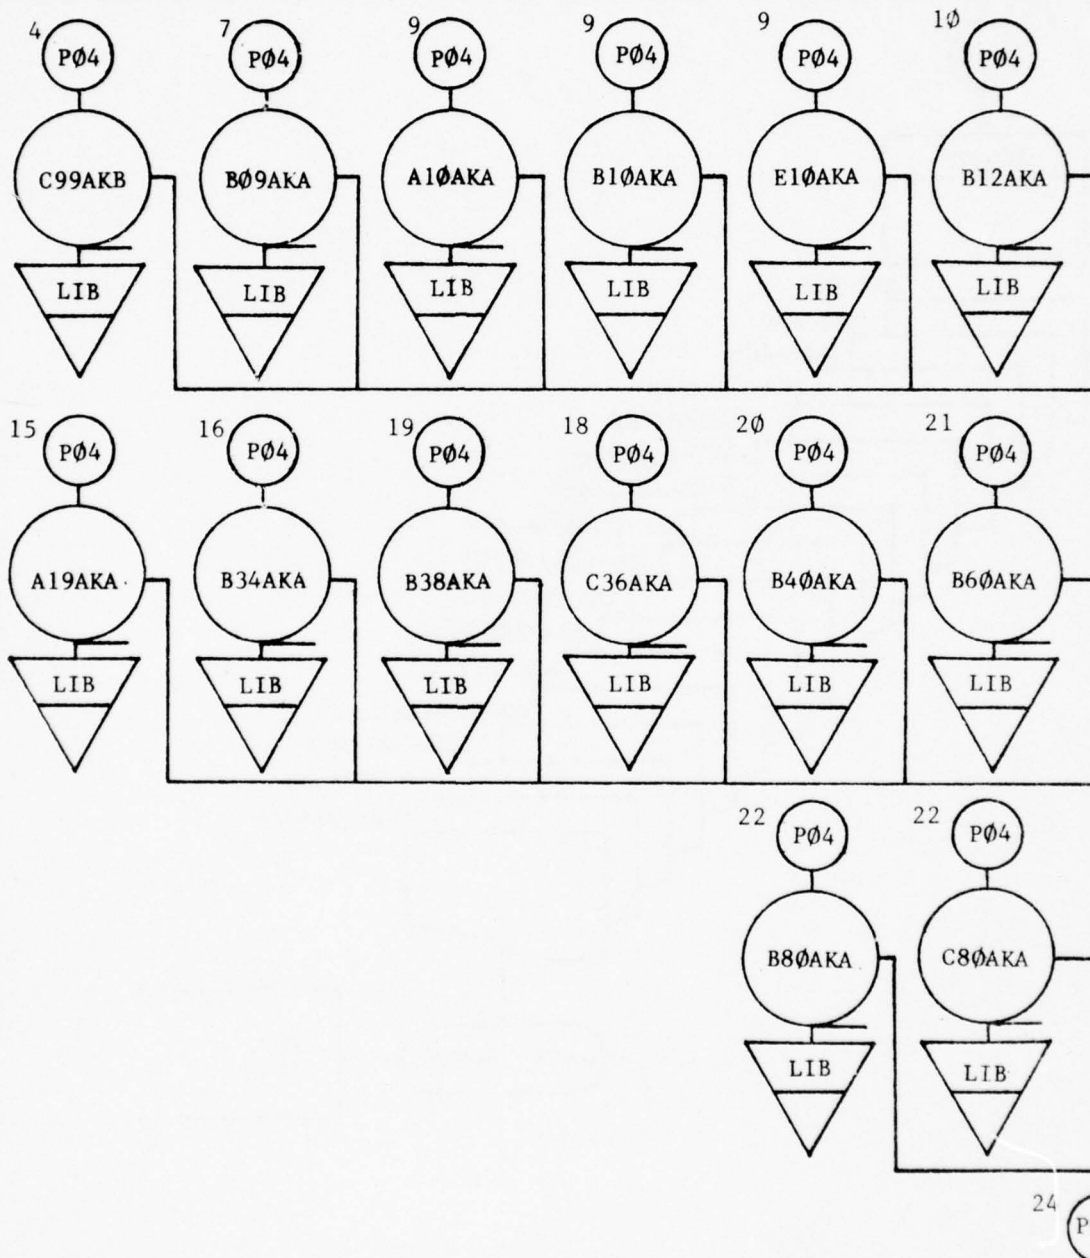 4 7 9 9 9 1Ø
PØ4 PØ4 PØ4 PØ4 PØ4 PØ4
C99AKB BØ9AKA A1ØAKA B1ØAKA E1ØAKA B12AKA
LIB LIB LIB LIB LIB LIB
15 16 19 18 2Ø 21
PØ4 PØ4 PØ4 PØ4 PØ4 PØ4
A19AKA B34AKA B38AKA C36AKA B4ØAKA B6ØAKA
LIB LIB LIB LIB LIB LIB
22 22
PØ4 PØ4
B8ØAKA C8ØAKA
LIB LIB
24
P